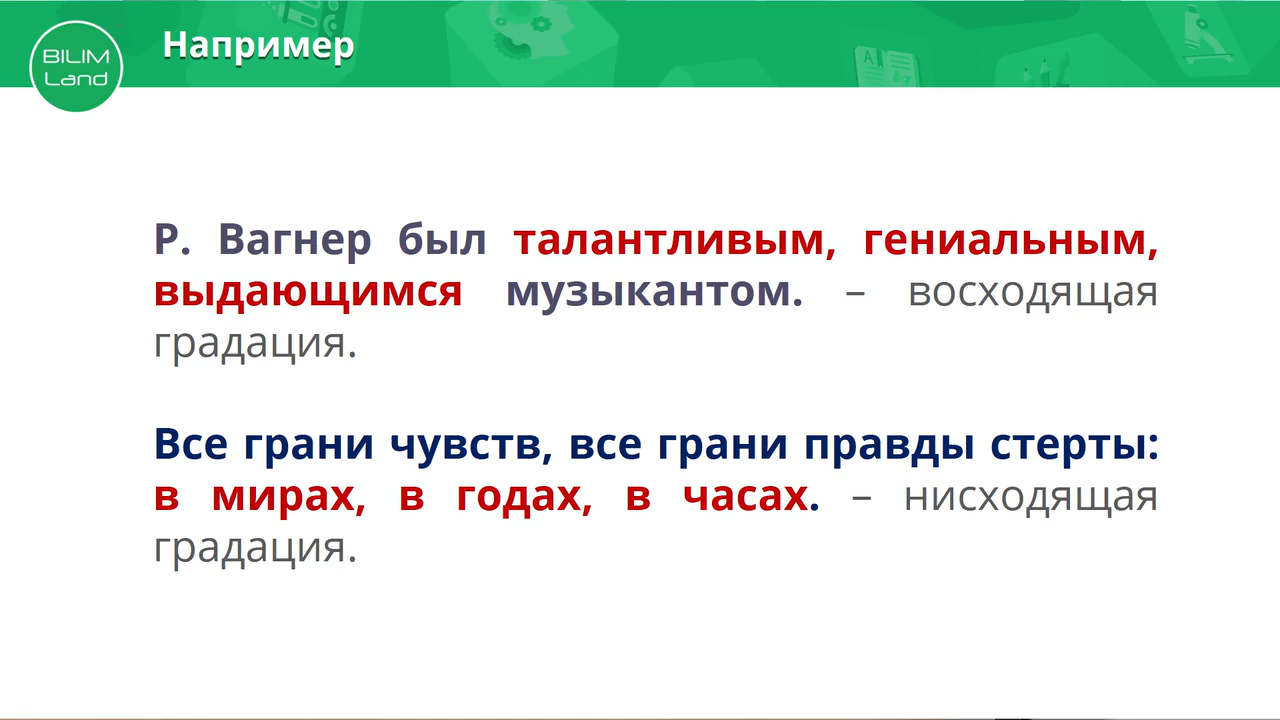 BILIM
Land
Например
Р. Вагнер был талантливым, гениальным,
выдающимся музыкантом. – восходящая
градация.
Все грани чувств, все грани правды стерты:
в мирах, в годах, в часах. – нисходящая
градация.